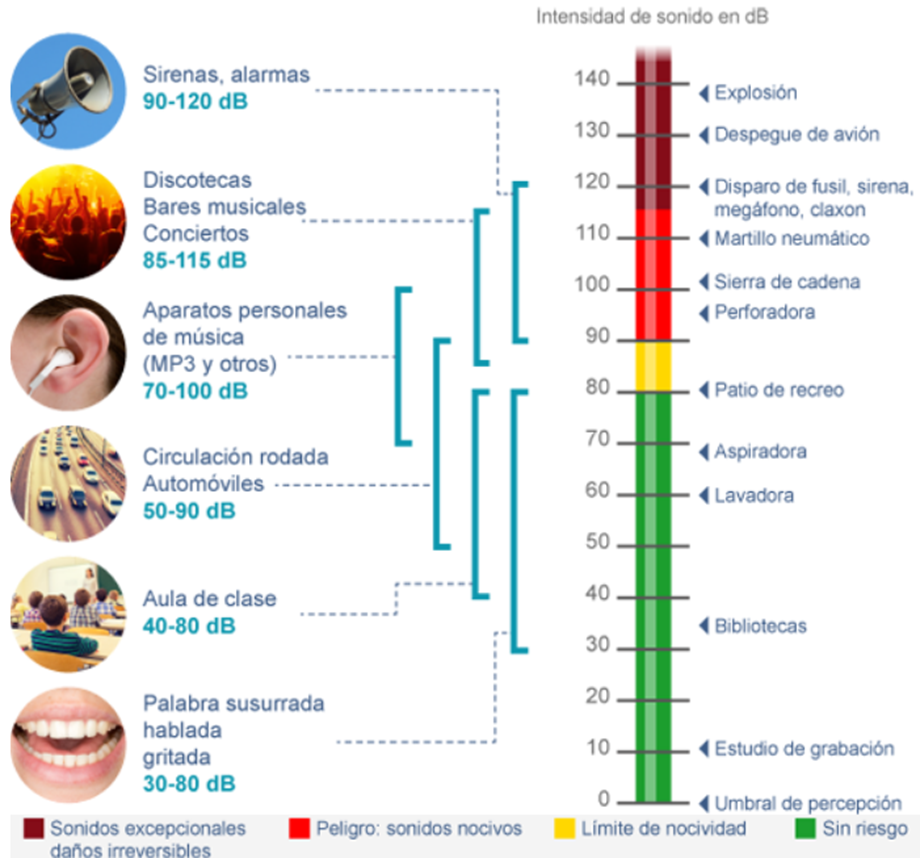 Intensidad de sonido en dB
Sirenas, alarmas
90-120 dB
Discotecas
Bares musicales
Conciertos
85-115 dB
Aparatos personales
de música
(MP3 y otros)
70-100 dB
Circulación rodada
Automóviles
50-90 dB
Aula de clase
40-80 dB
Palabra susurrada
hablada
gritada
30-80 dB
140
130
120
110
100
90
80
70
60
50
40
30
20
10
0
Explosión
Despegue de avión
Disparo de fusil, sirena,
megáfono, claxon
Martillo neumático
Sierra de cadena
Perforadora
Patio de recreo
Aspiradora
Lavadora
Bibliotecas
Estudio de grabación
Umbral de percepción
Sonidos excepcionales
daños irreversibles
Peligro: sonidos nocivos
Límite de nocividad
Sin riesgo